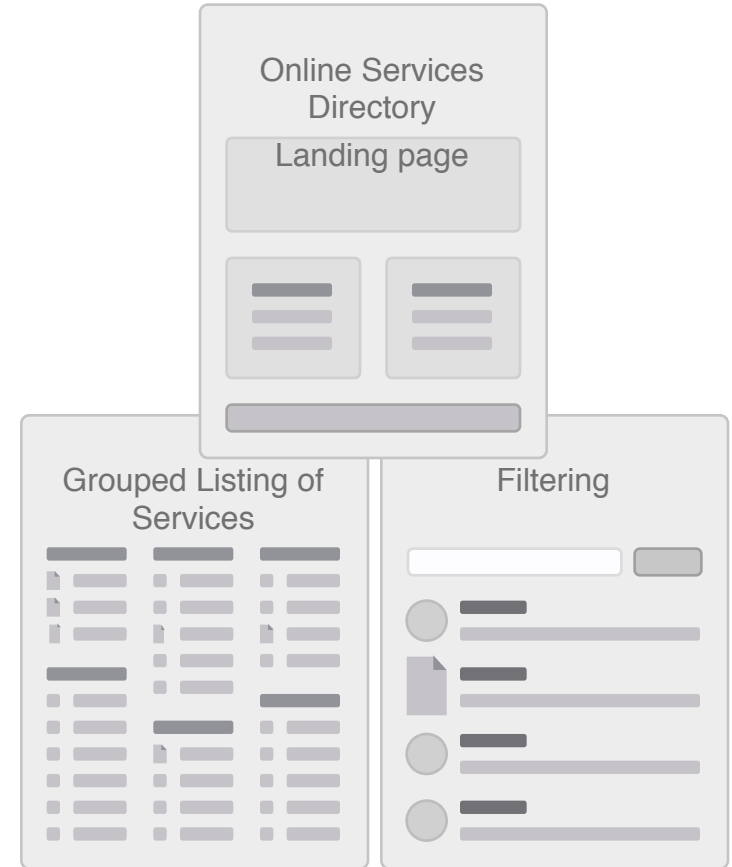 Online Services
Directory
Landing page
Grouped Listing of
Services
Filtering